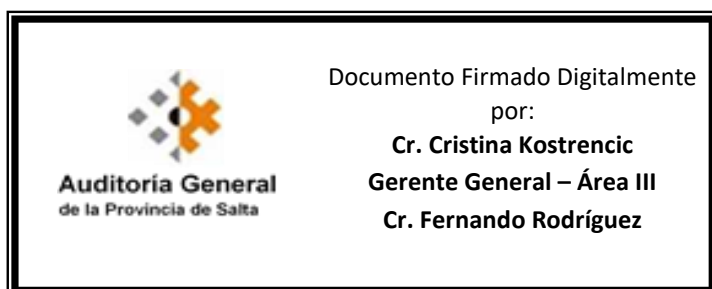 Auditoría General
de la Provincia de Salta
Documento Firmado Digitalmente
por:
Cr. Cristina Kostrencic
Gerente General – Área III
Cr. Fernando Rodríguez